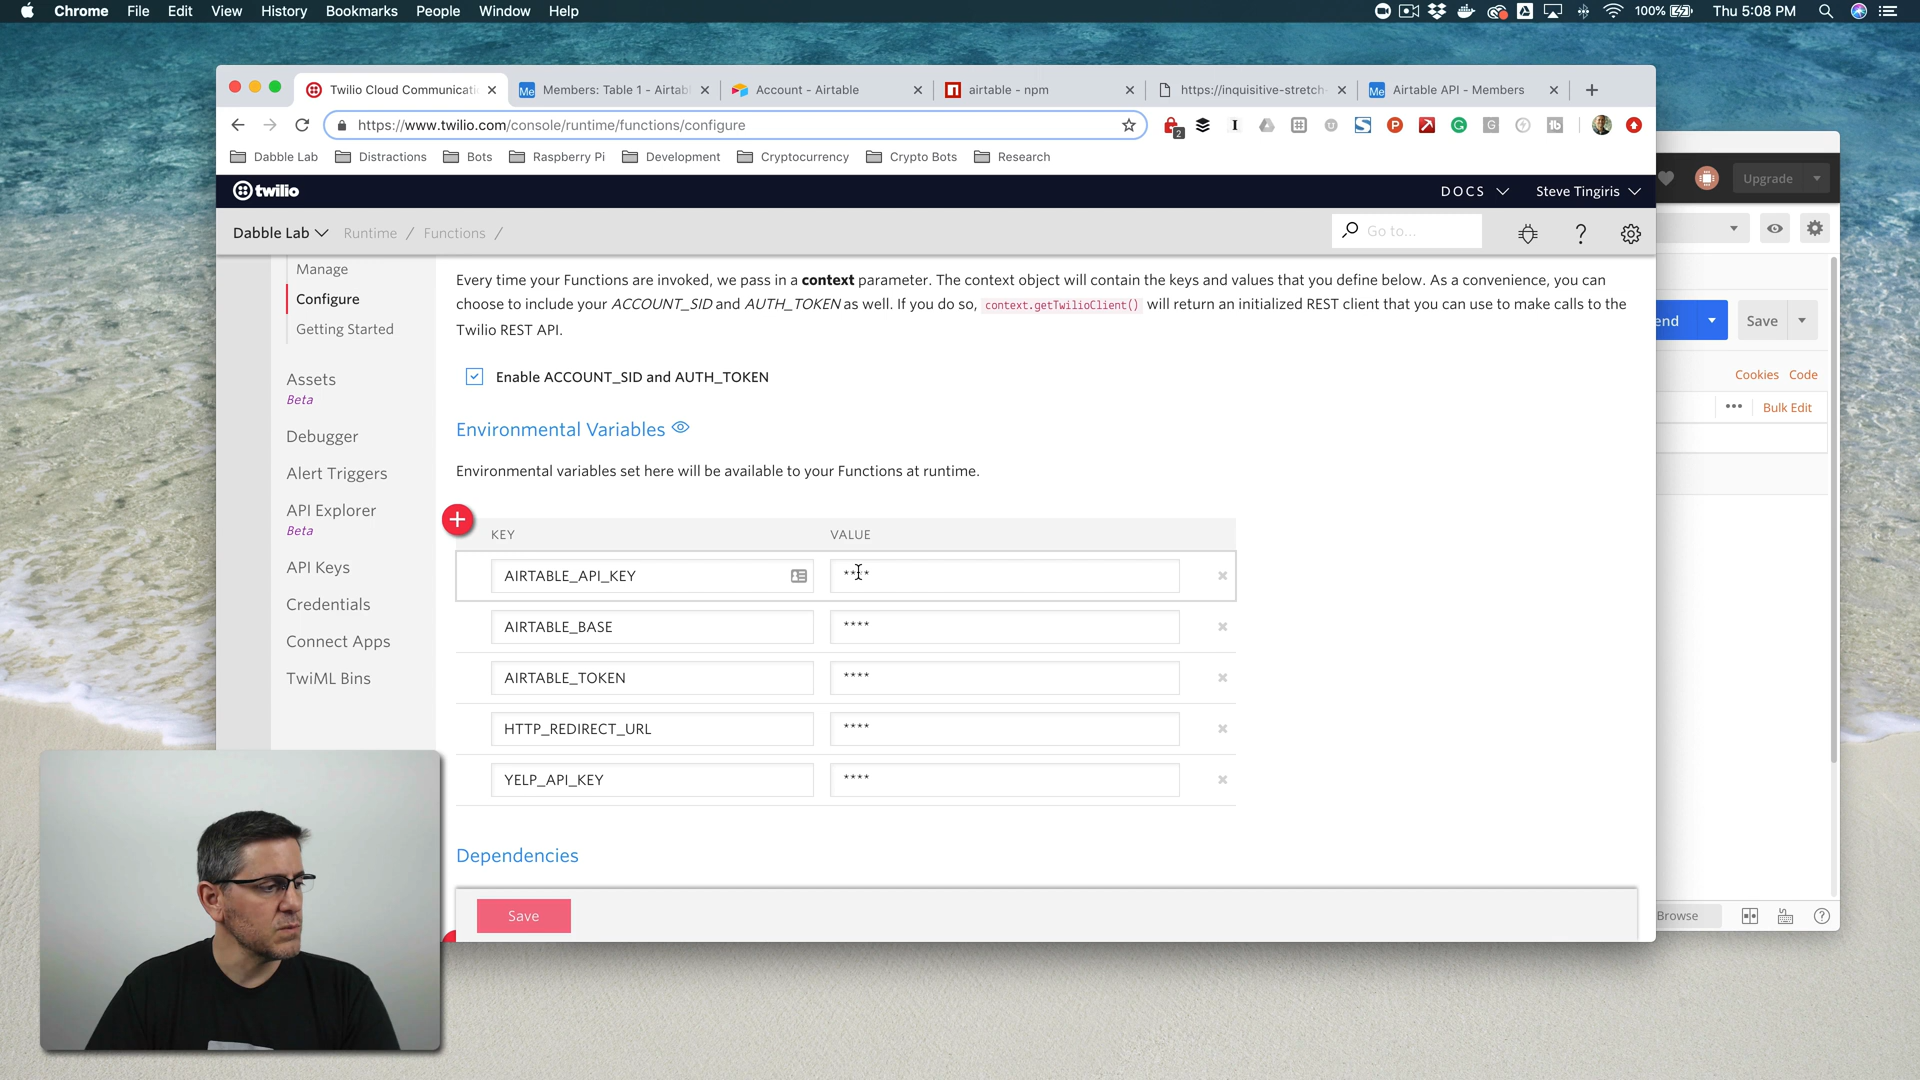 Chrome File Edit View History Bookmarks People Window Help
100% Thu 5:08 PM
Twilio Cloud Communicati
Members: Table 1 - Airtabl
Account - Airtable
airtable - npm
https://inquisitive-stretch-
Airtable API - Members
https://www.twilio.com/console/runtime/functions/configure
2
Dabble Lab Distractions Bots Raspberry Pi Development Cryptocurrency Crypto Bots Research
twilio
DOCS Steve Tingiris
Upgrade
Dabble Lab Runtime / Functions /
Go to...
Manage
Configure
Getting Started
Assets
Beta
Debugger
Alert Triggers
API Explorer
Beta
API Keys
Credentials
Connect Apps
TwiML Bins
Every time your Functions are invoked, we pass in a context parameter. The context object will contain the keys and values that you define below. As a convenience, you can
choose to include your ACCOUNT_SID and AUTH_TOKEN as well. If you do so, context.getTwilioClient() will return an initialized REST client that you can use to make calls to the
Twilio REST API.
Enable ACCOUNT_SID and AUTH_TOKEN
Environmental Variables
Environmental variables set here will be available to your Functions at runtime.
KEY VALUE
AIRTABLE_API_KEY ****
AIRTABLE_BASE ****
AIRTABLE_TOKEN ****
HTTP_REDIRECT_URL ****
YELP_API_KEY ****
Dependencies
Save
end Save
Cookies Code
Bulk Edit
Browse